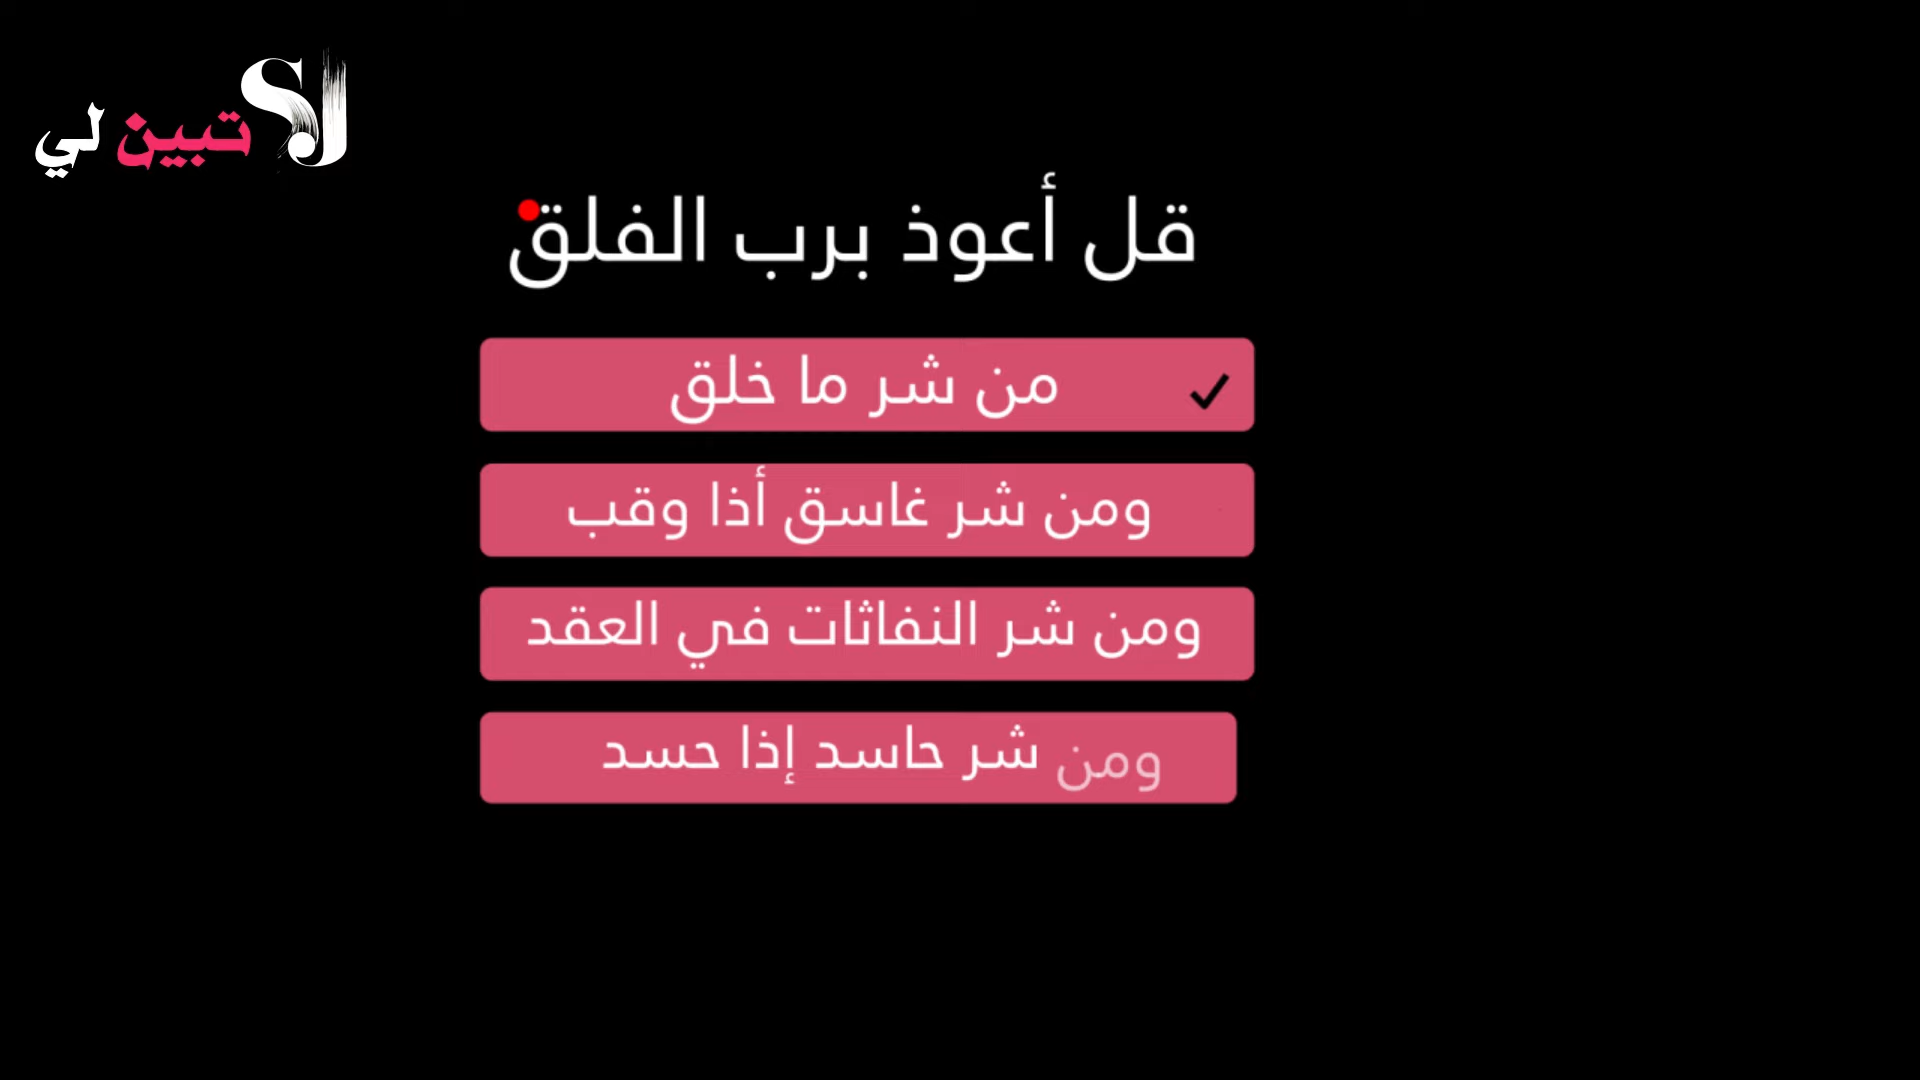 SJ
تبين لي
قل أعوذ برب الفلق
من شر ما خلق
ومن شر غاسق أذا وقب
ومن شر النفاثات في العقد
ومن شر حاسد إذا حسد